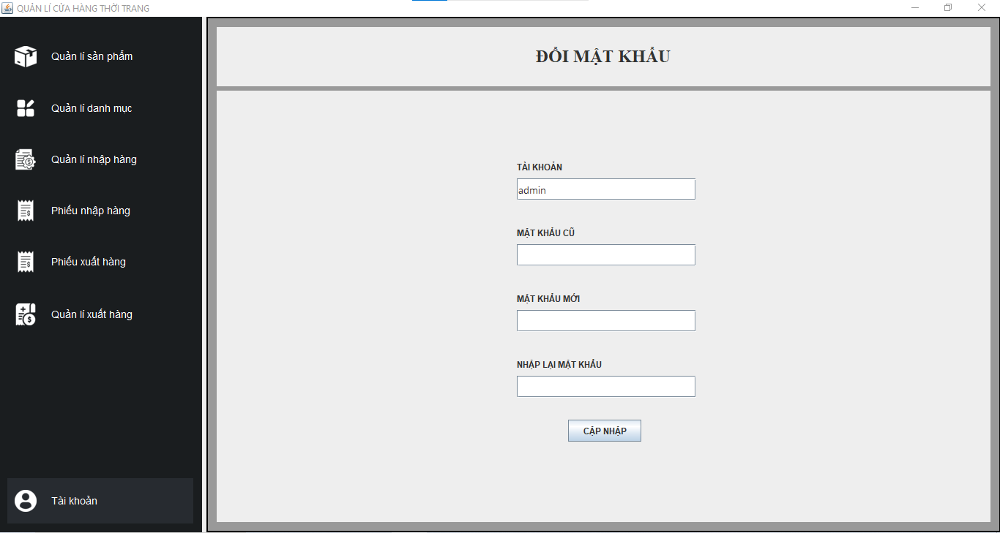 QUẢN LÍ CỬA HÀNG THỜI TRANG
Quản lí sản phẩm
Quản lí danh mục
Quản lí nhập hàng
Phiếu nhập hàng
Phiếu xuất hàng
Quản lí xuất hàng
Tài khoản
ĐỔI MẬT KHẨU
TÀI KHOẢN
admin
MẬT KHẨU CŨ
MẬT KHẨU MỚI
NHẬP LẠI MẬT KHẨU
CẬP NHẬP